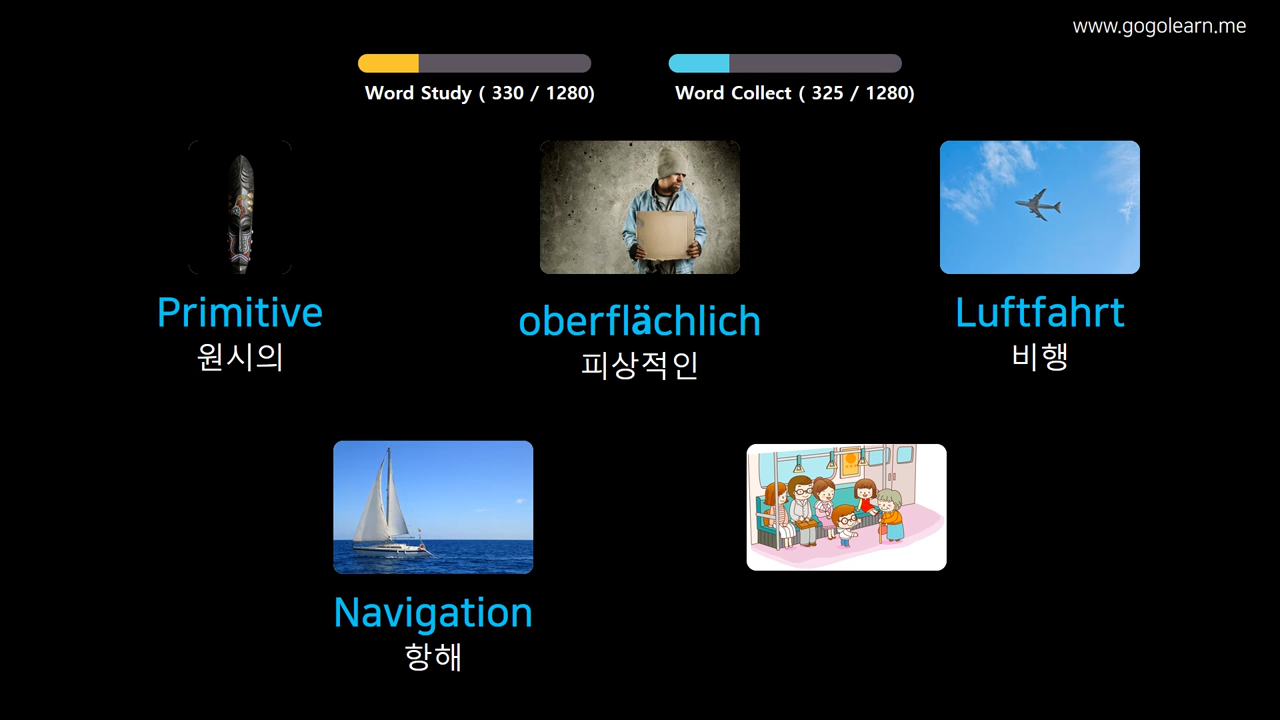 www.gogolearn.me
Word Study ( 330 / 1280)
Word Collect ( 325 / 1280)
Primitive
원시의
oberflächlich
피상적인
Luftfahrt
비행
Navigation
항해